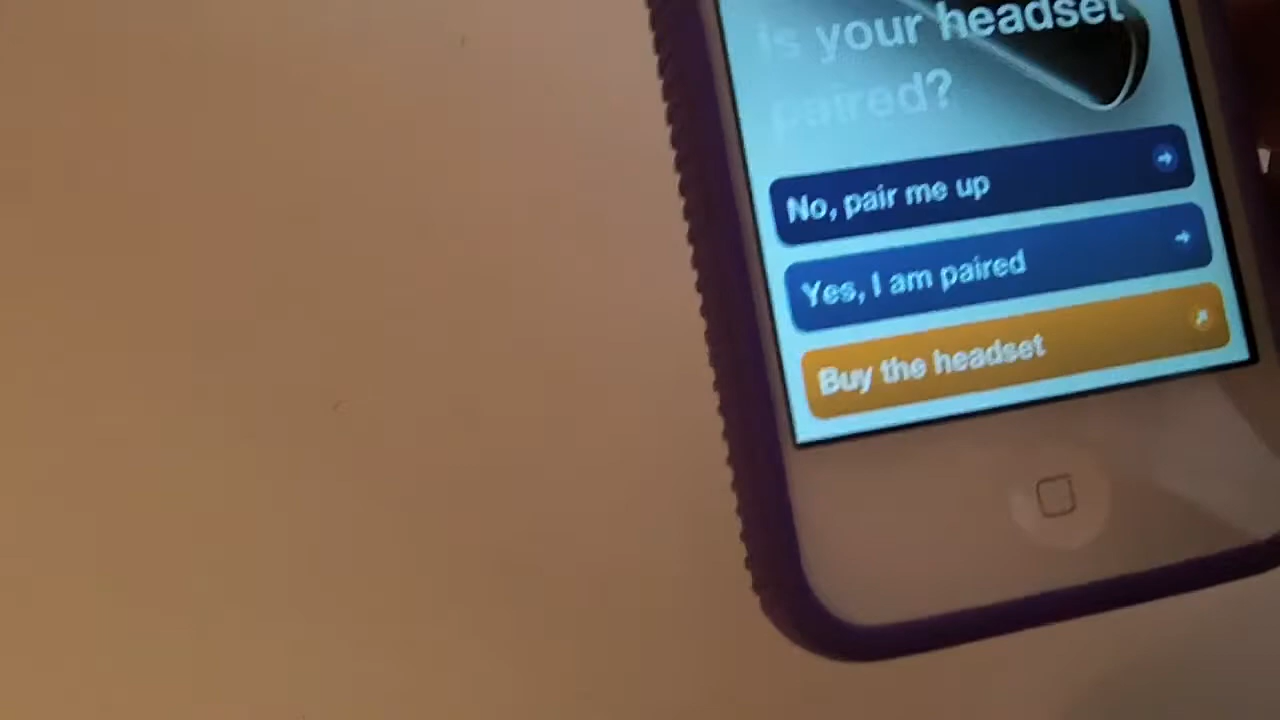 Is your headset
paired?
No, pair me up
Yes, I am paired
Buy the headset